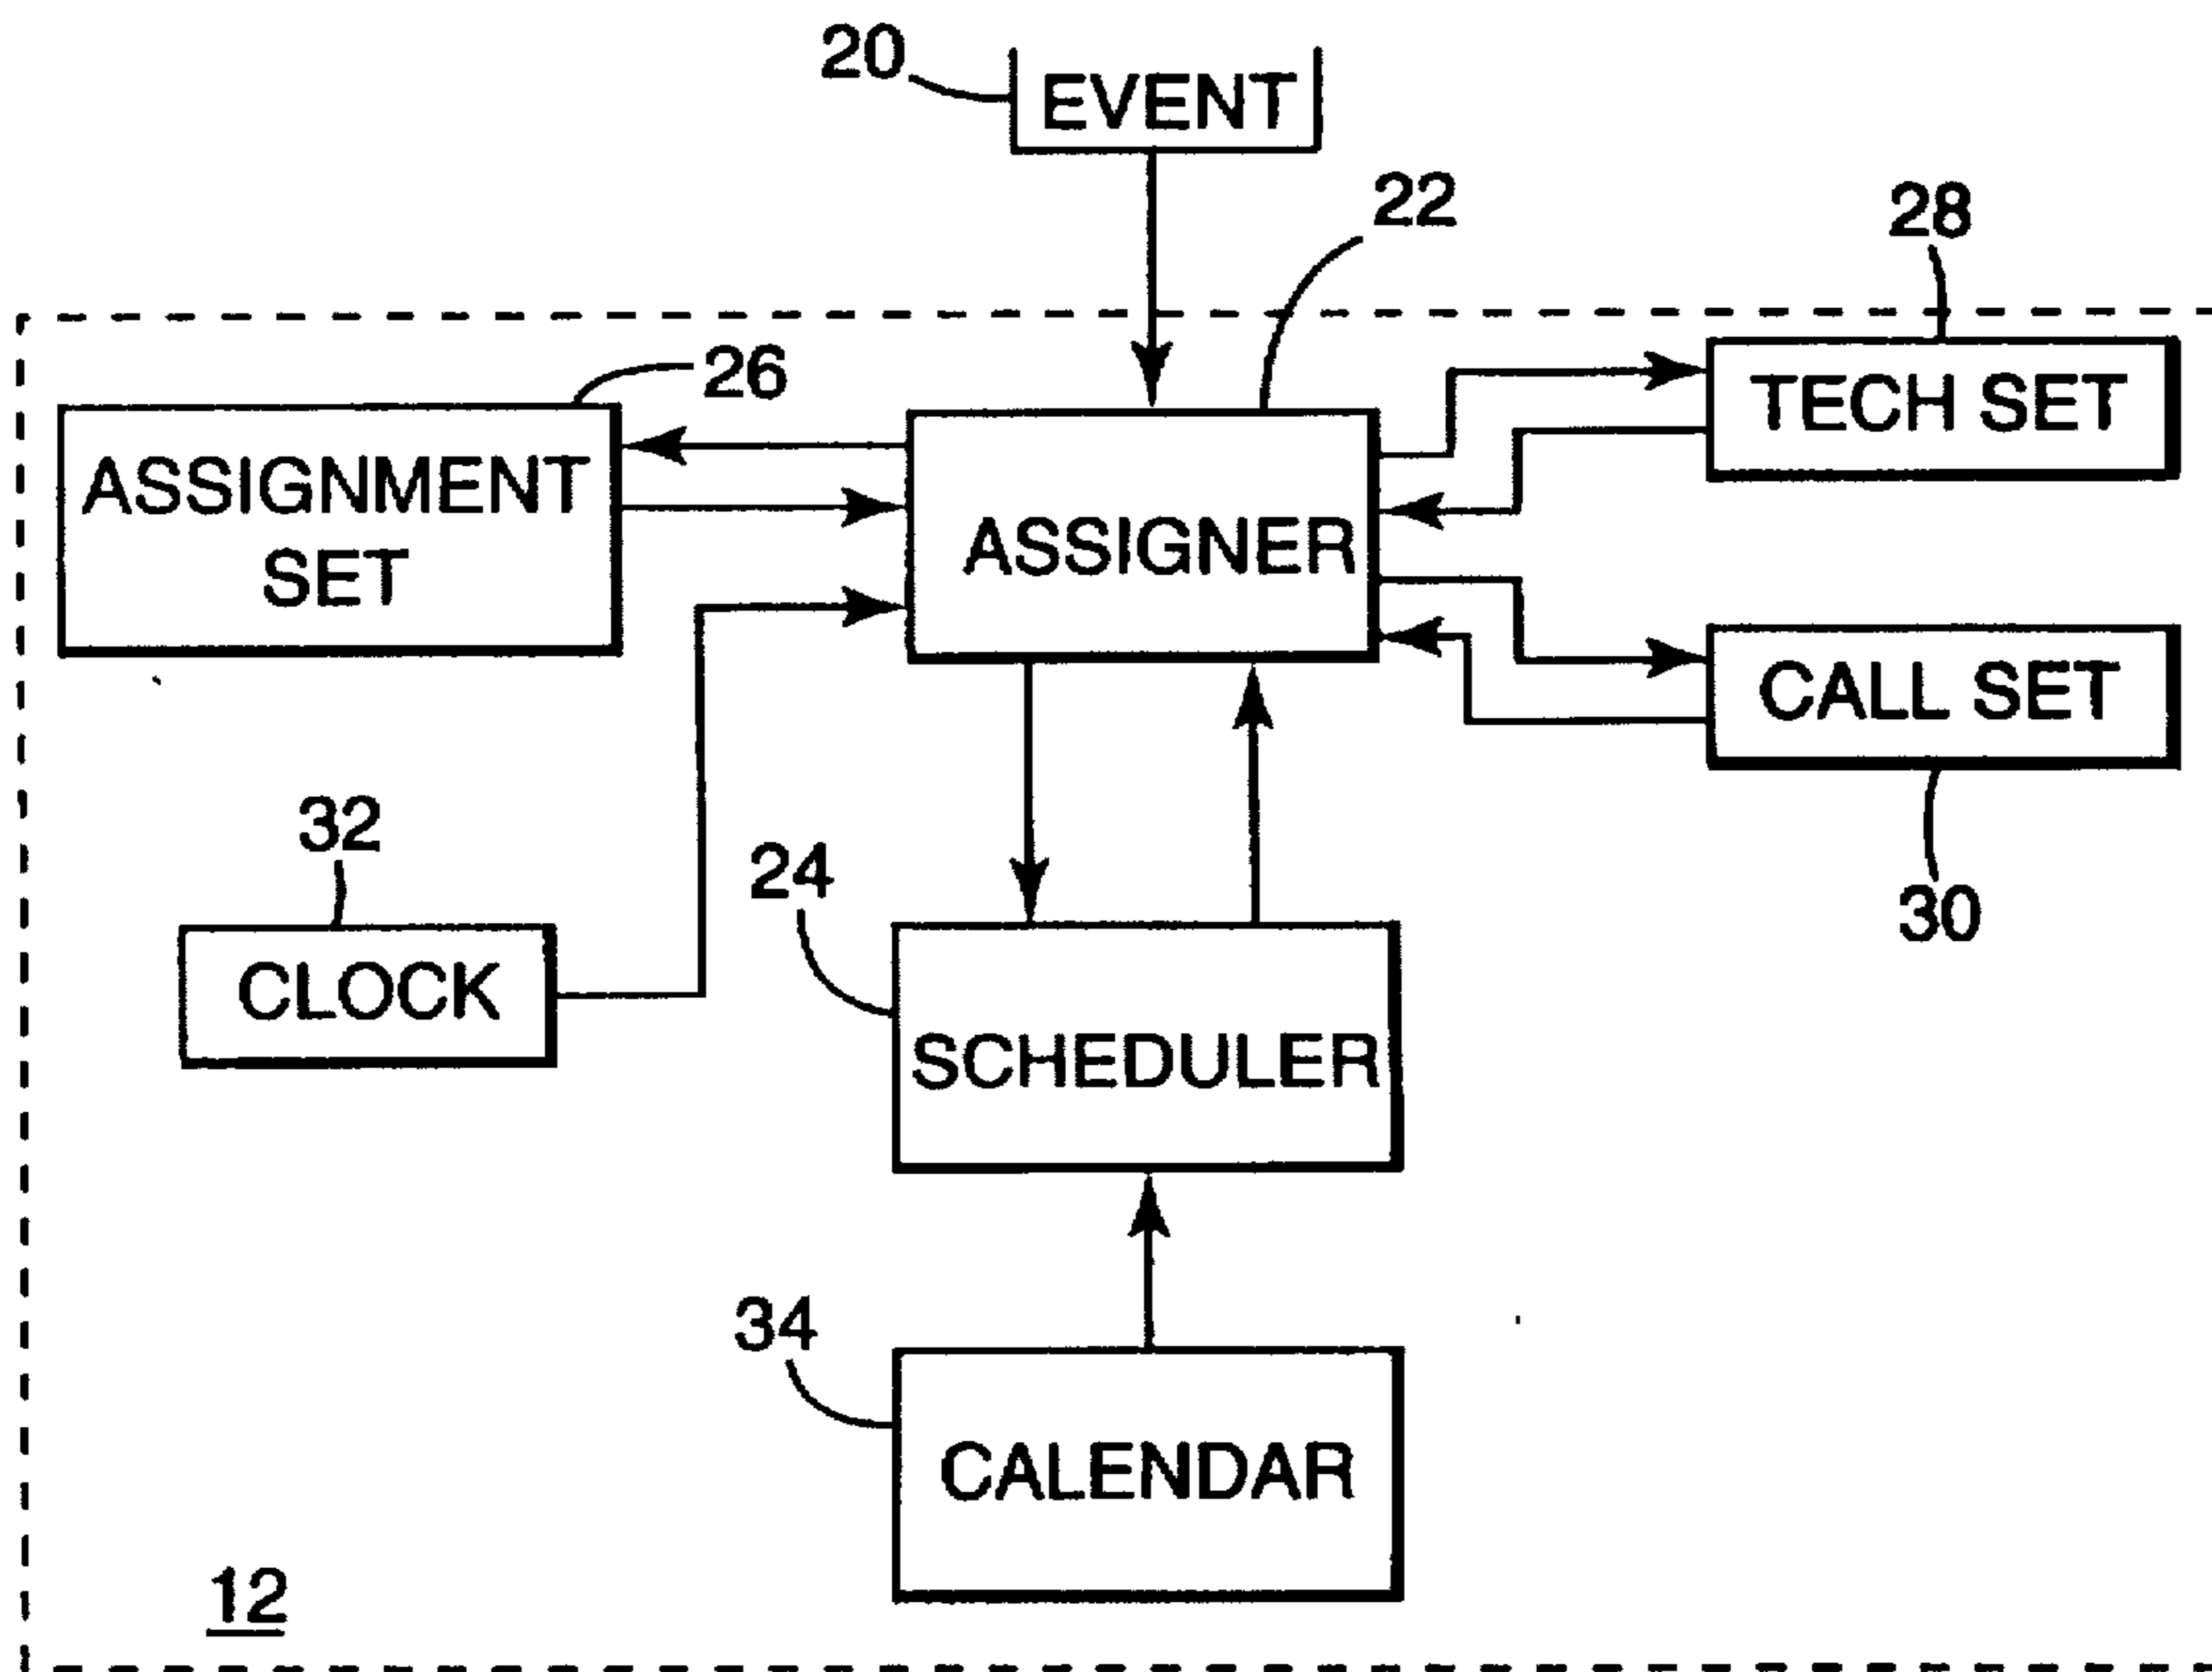 20
EVENT
22
28
26
TECH SET
ASSIGNMENT
SET
ASSIGNER
CALL SET
32
24
30
CLOCK
SCHEDULER
34
CALENDAR
12